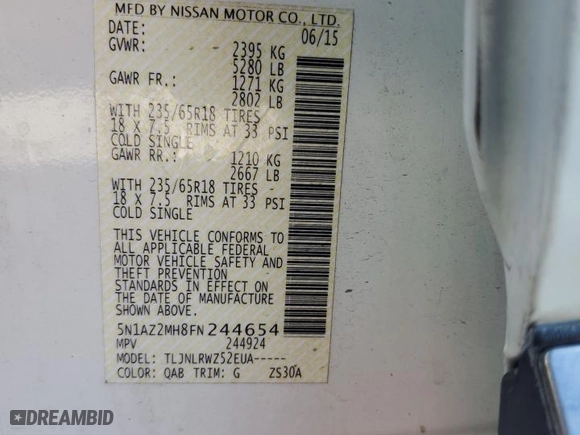 MFD BY NISSAN MOTOR CO., LTD.
DATE: 06/15
GVWR: 2395 KG
5280 LB
GAWR FR.: 1271 KG
2802 LB
WITH 235/65R18 TIRES
18 X 7.5 RIMS AT 33 PSI
COLD SINGLE
GAWR RR.: 1210 KG
2667 LB
WITH 235/65R18 TIRES
18 X 7.5 RIMS AT 33 PSI
COLD SINGLE
THIS VEHICLE CONFORMS TO
ALL APPLICABLE FEDERAL
MOTOR VEHICLE SAFETY AND
THEFT PREVENTION
STANDARDS IN EFFECT ON
THE DATE OF MANUFACTURE
SHOWN ABOVE.
5N1AZ2MH8FN244654
MPV 244924
MODEL: TLJNLRWZ52EUA-----
COLOR: QAB TRIM: G ZS30A
DREAMBID